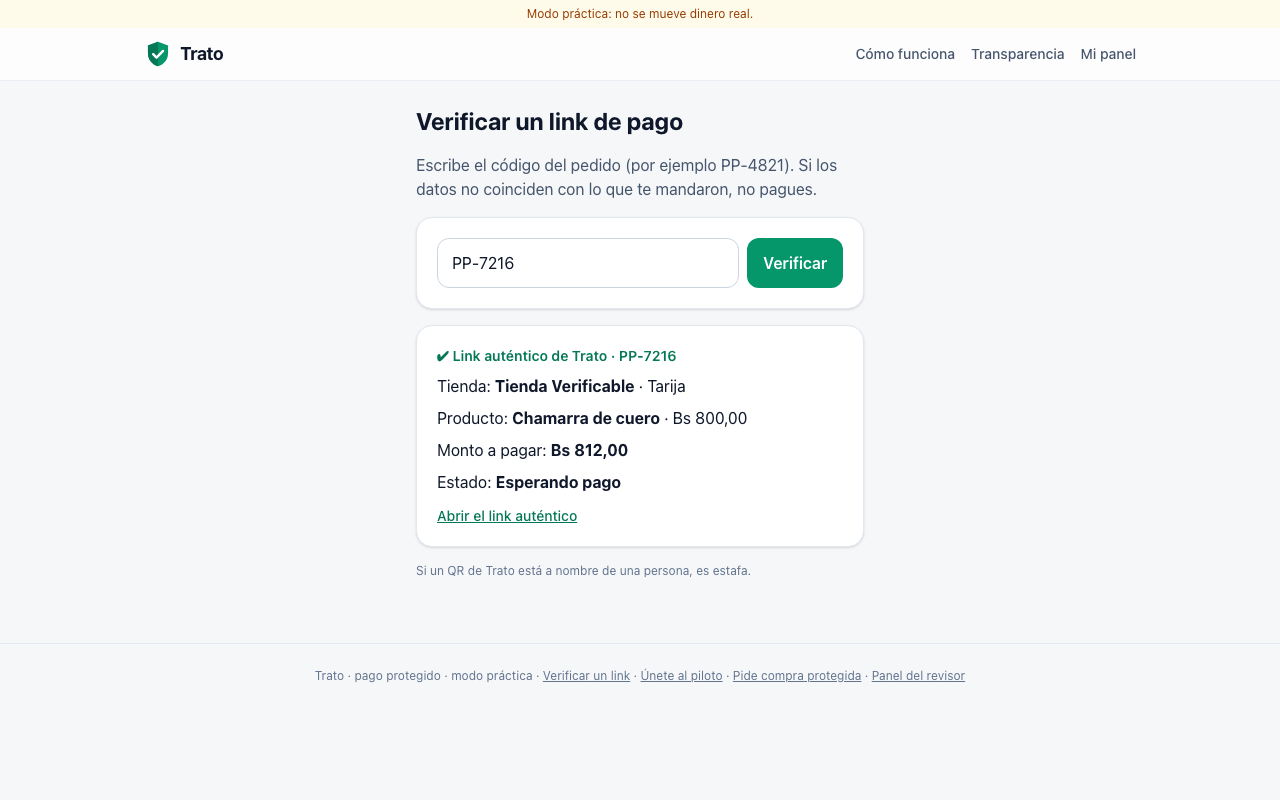 Modo práctica: no se mueve dinero real.
Trato
Cómo funciona Transparencia Mi panel
Verificar un link de pago
Escribe el código del pedido (por ejemplo PP-4821). Si los
datos no coinciden con lo que te mandaron, no pagues.
PP-7216
Verificar
✔ Link auténtico de Trato · PP-7216
Tienda: Tienda Verificable · Tarija
Producto: Chamarra de cuero · Bs 800,00
Monto a pagar: Bs 812,00
Estado: Esperando pago
Abrir el link auténtico
Si un QR de Trato está a nombre de una persona, es estafa.
Trato · pago protegido · modo práctica · Verificar un link · Únete al piloto · Pide compra protegida · Panel del revisor